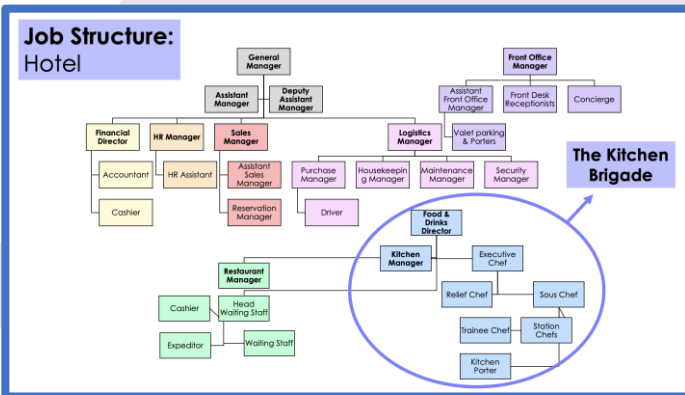 Job Structure:
Hotel
General
Manager
Assistant
Manager
Deputy
Assistant
Manager
Financial
Director
HR Manager
Sales
Manager
Logistics
Manager
Accountant
Cashier
HR Assistant
Assistant
Sales
Manager
Reservation
Manager
Purchase
Manager
Housekeepin
g Manager
Maintenance
Manager
Security
Manager
Driver
Front Office
Manager
Assistant
Front Office
Manager
Front Desk
Receptionists
Concierge
Valet parking
& Porters
The Kitchen
Brigade
Food &
Drinks
Director
Kitchen
Manager
Executive
Chef
Relief Chef
Sous Chef
Trainee Chef
Station
Chefs
Kitchen
Porter
Restaurant
Manager
Cashier
Head
Waiting Staff
Expeditor
Waiting Staff